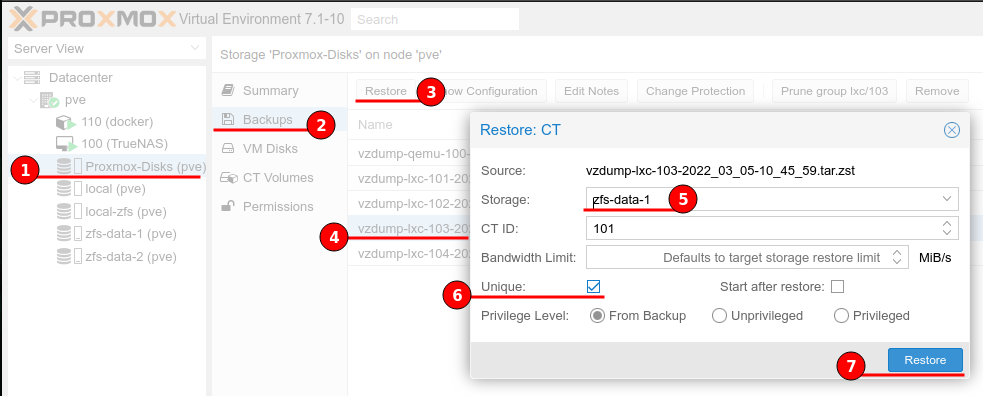 PROXMOX Virtual Environment 7.1-10 Search
Server View
Storage 'Proxmox-Disks' on node 'pve'
Datacenter
pve
110 (docker)
100 (TrueNAS)
1 Proxmox-Disks (pve)
local (pve)
local-zfs (pve)
zfs-data-1 (pve)
zfs-data-2 (pve)
Summary
Backups 2
VM Disks
CT Volumes
Permissions
Restore 3 Configuration Edit Notes Change Protection Prune group lxc/103 Remove
Name
vzdump-qemu-100-
vzdump-lxc-101-202
vzdump-lxc-102-202
4 vzdump-lxc-103-202
vzdump-lxc-104-202
Restore: CT
Source: vzdump-lxc-103-2022_03_05-10_45_59.tar.zst
Storage: zfs-data-1 5
CT ID: 101
Bandwidth Limit: Defaults to target storage restore limit MiB/s
6 Unique: Start after restore:
Privilege Level: From Backup Unprivileged Privileged
7 Restore